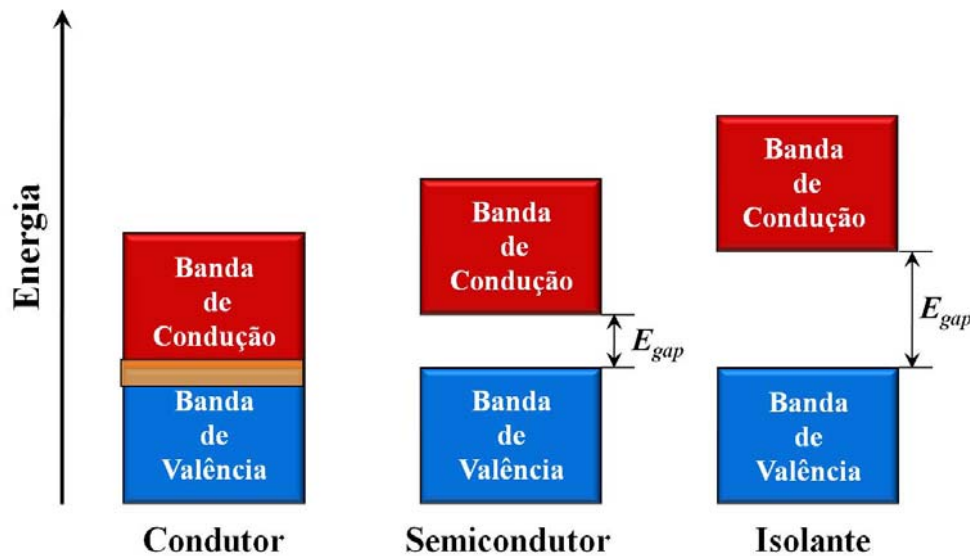 Energia
Banda
de
Condução
Banda
de
Valência
Condutor
Banda
de
Condução
E_gap
Banda
de
Valência
Semicondutor
Banda
de
Condução
E_gap
Banda
de
Valência
Isolante